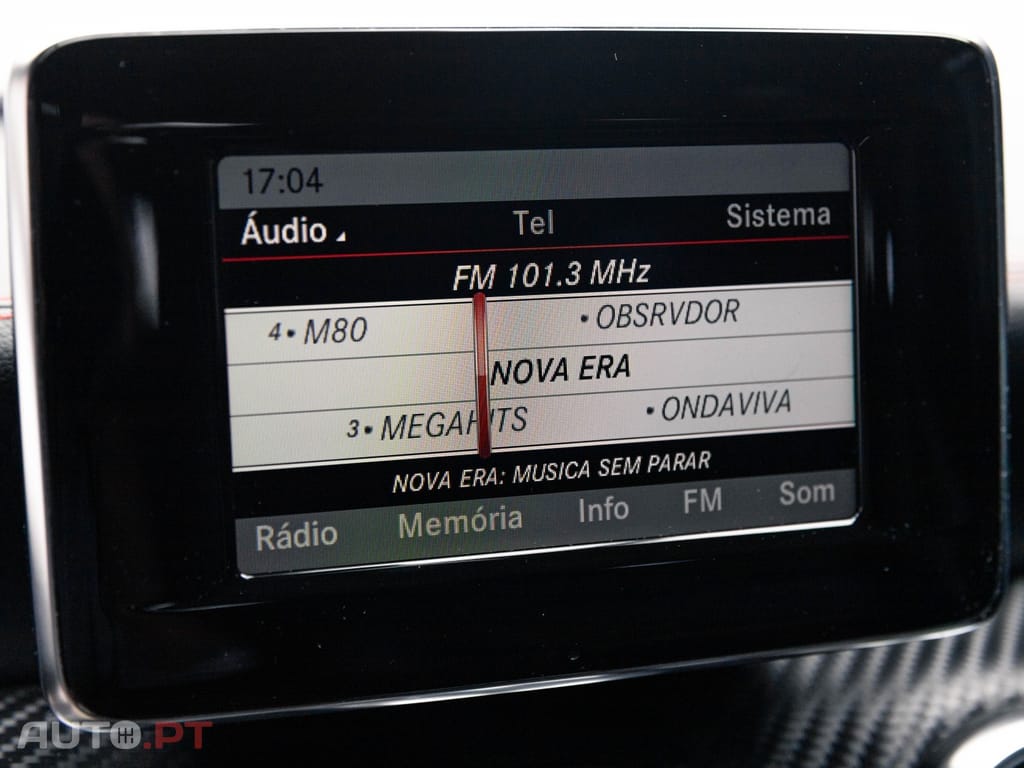 17:04
Áudio Tel Sistema
FM 101.3 MHz
4• M80 •OBSRVDOR
NOVA ERA
3• MEGAHITS •ONDAVIVA
NOVA ERA: MUSICA SEM PARAR
Rádio Memória Info FM Som
AUTO.PT